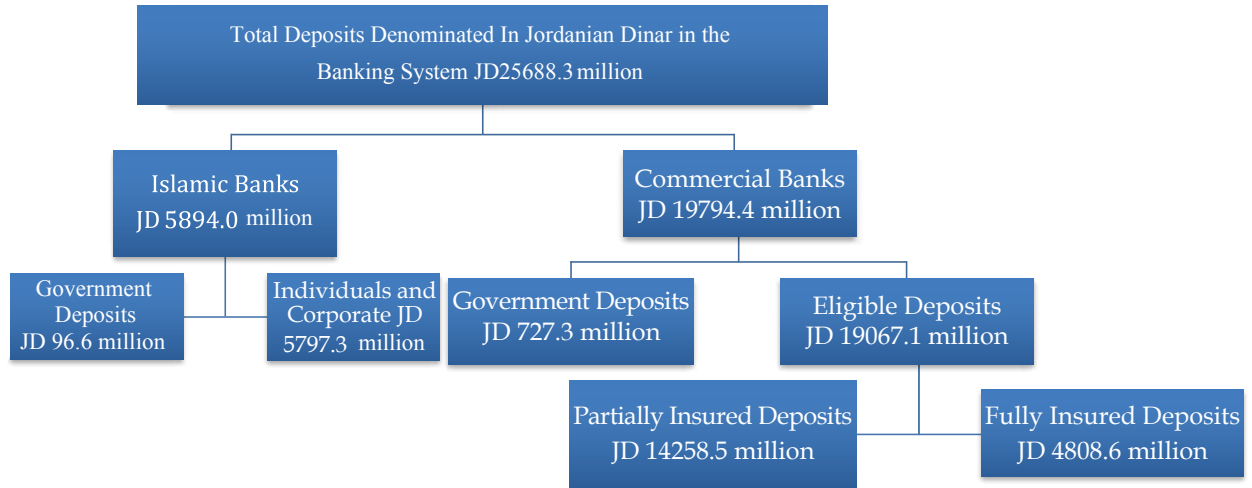 Total Deposits Denominated In Jordanian Dinar in the
Banking System JD25688.3 million
Islamic Banks
JD 5894.0 million
Commercial Banks
JD 19794.4 million
Government
Deposits
JD 96.6 million
Individuals and
Corporate JD
5797.3 million
Government Deposits
JD 727.3 million
Eligible Deposits
JD 19067.1 million
Partially Insured Deposits
JD 14258.5 million
Fully Insured Deposits
JD 4808.6 million